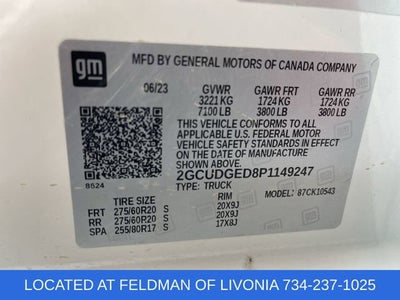 gm
MFD BY GENERAL MOTORS OF CANADA COMPANY
06/23 GVWR GAWR FRT GAWR RR
3221 KG 1724 KG 1724 KG
7100 LB 3800 LB 3800 LB
THIS VEHICLE CONFORMS TO ALL
APPLICABLE U.S. FEDERAL MOTOR
VEHICLE SAFETY, BUMPER, AND THEFT
PREVENTION STANDARDS IN EFFECT ON
THE DATE OF MANUFACTURE SHOWN ABOVE.
2GCUDGED8P1149247
8524
TYPE: TRUCK MODEL: 87CK10543
TIRE SIZE RIM
FRT 275/60R20 S 20X9J
RR 275/60R20 S 20X9J
SPA 255/80R17 S 17X8J
LOCATED AT FELDMAN OF LIVONIA 734-237-1025